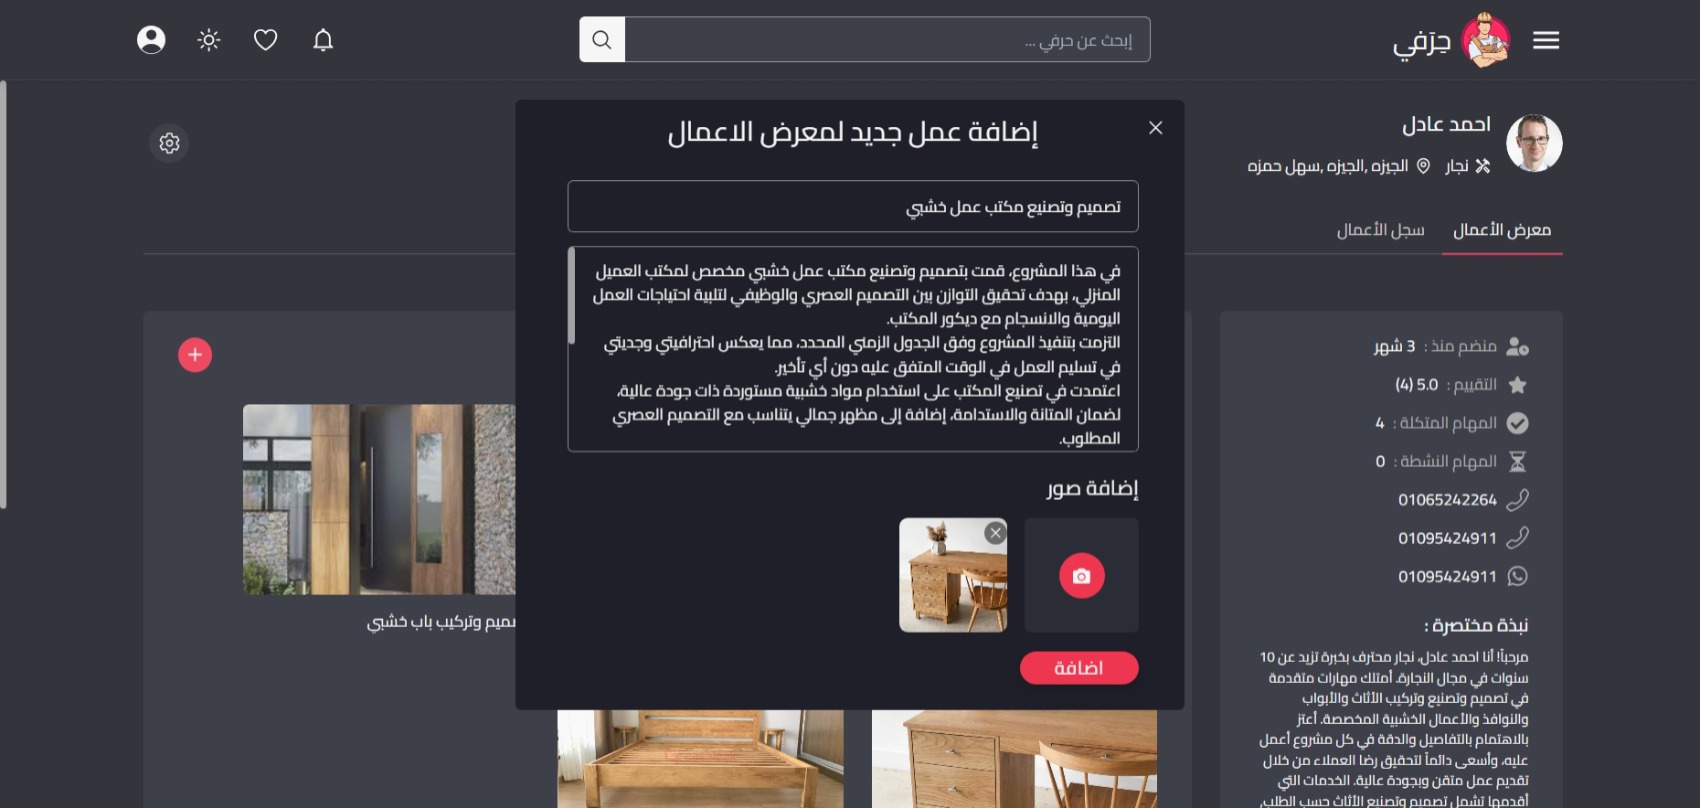 حِرَفي
إبحث عن حرفي ...
احمد عادل
نجار
الجيزه ,الجيزه ,سهل حمزه
معرض الأعمال
سجل الأعمال
إضافة عمل جديد لمعرض الاعمال
تصميم وتصنيع مكتب عمل خشبي
في هذا المشروع، قمت بتصميم وتصنيع مكتب عمل خشبي مخصص لمكتب العميل
المنزلي، بهدف تحقيق التوازن بين التصميم العصري والوظيفي لتلبية احتياجات العمل
اليومية والانسجام مع ديكور المكتب.
التزمت بتنفيذ المشروع وفق الجدول الزمني المحدد، مما يعكس احترافيتي وجديتي
في تسليم العمل في الوقت المتفق عليه دون أي تأخير.
اعتمدت في تصنيع المكتب على استخدام مواد خشبية مستوردة ذات جودة عالية،
لضمان المتانة والاستدامة، إضافة إلى مظهر جمالي يتناسب مع التصميم العصري
المطلوب.
إضافة صور
اضافة
منضم منذ : 3 شهر
التقييم : 5.0 (4)
المهام المتكلة : 4
المهام النشطة : 0
01065242264
01095424911
01095424911
نبذة مختصرة :
مرحباً! أنا احمد عادل، نجار محترف بخبرة تزيد عن 10
سنوات في مجال النجارة. أمتلك مهارات متقدمة
في تصميم وتصنيع وتركيب الأثاث والأبواب
والنوافذ والأعمال الخشبية المخصصة. أعتز
بالاهتمام بالتفاصيل والدقة في كل مشروع أعمل
عليه، وأسعى دائماً لتحقيق رضا العملاء من خلال
تقديم عمل متقن وبجودة عالية. الخدمات التي
أقدمها تشمل تصميم وتصنيع الأثاث حسب الطلب,
صميم وتركيب باب خشبي